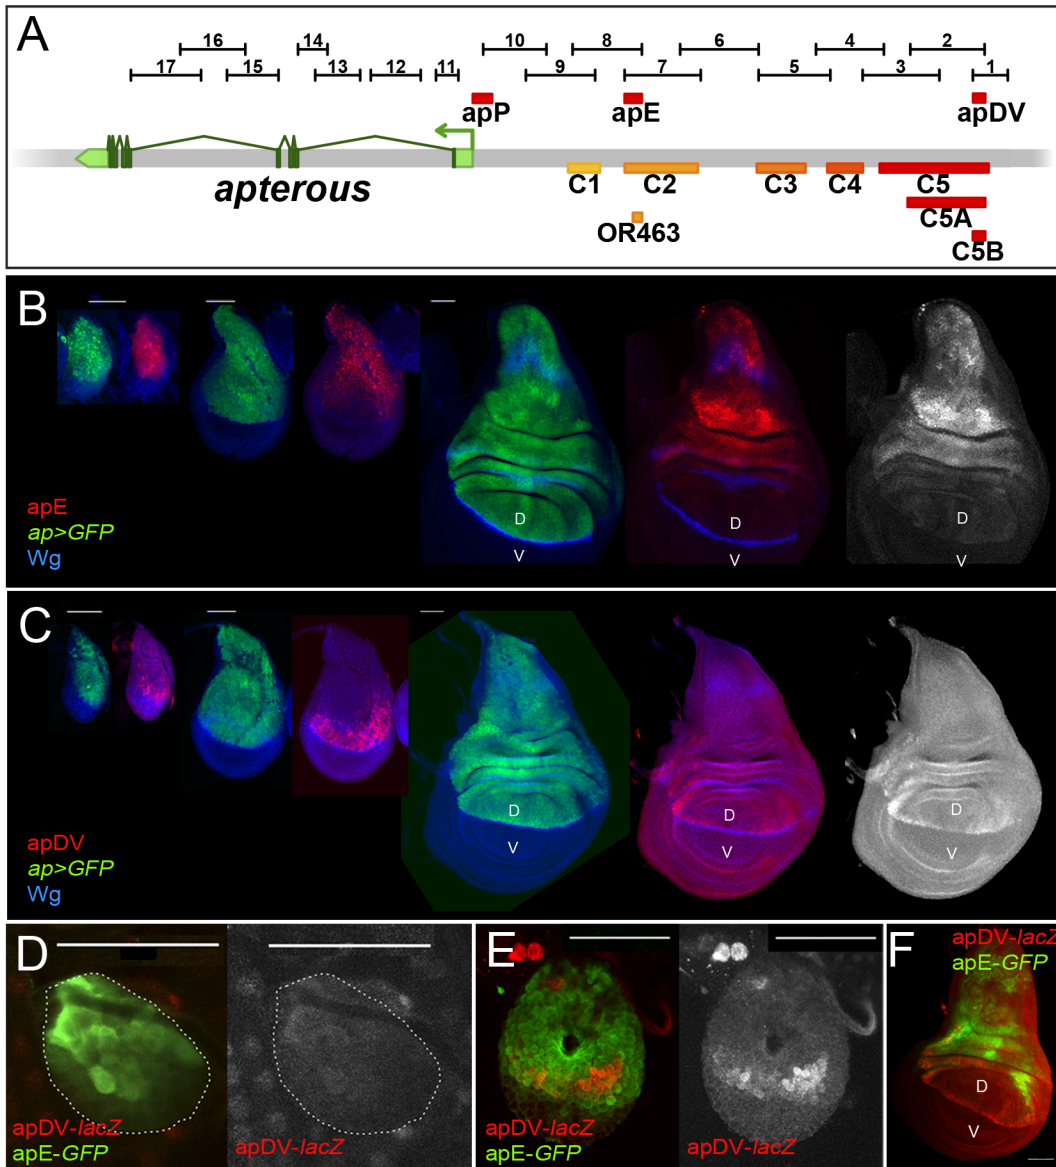 A
16 14 10 8 6 4 2
17 15 13 12 11 9 7 5 3 1
apP apE apDV
apterous
C1 C2 C3 C4 C5
OR463 C5A
C5B
B
apE
ap>GFP
Wg
D
V
D
V
D
V
C
apDV
ap>GFP
Wg
D
V
D
V
D
V
D
apDV-lacZ
apE-GFP
apDV-lacZ
E
apDV-lacZ
apE-GFP
apDV-lacZ
F
apDV-lacZ
apE-GFP
D
V